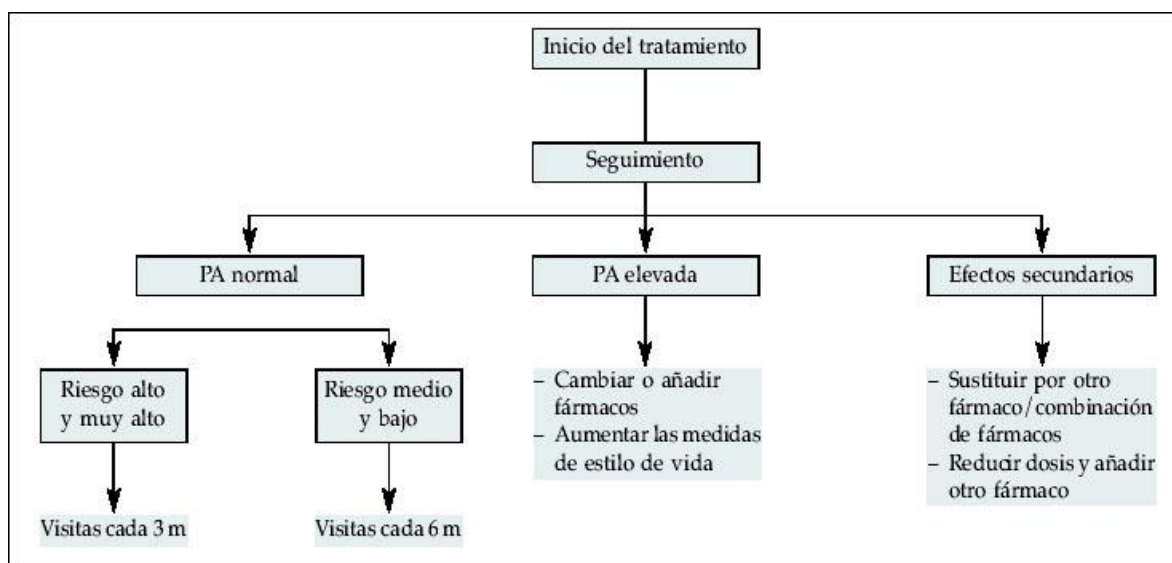 Inicio del tratamiento
Seguimiento
PA normal
PA elevada
Efectos secundarios
Riesgo alto
y muy alto
Riesgo medio
y bajo
– Cambiar o añadir
fármacos
– Aumentar las medidas
de estilo de vida
– Sustituir por otro
fármaco/combinación
de fármacos
– Reducir dosis y añadir
otro fármaco
Visitas cada 3 m
Visitas cada 6 m